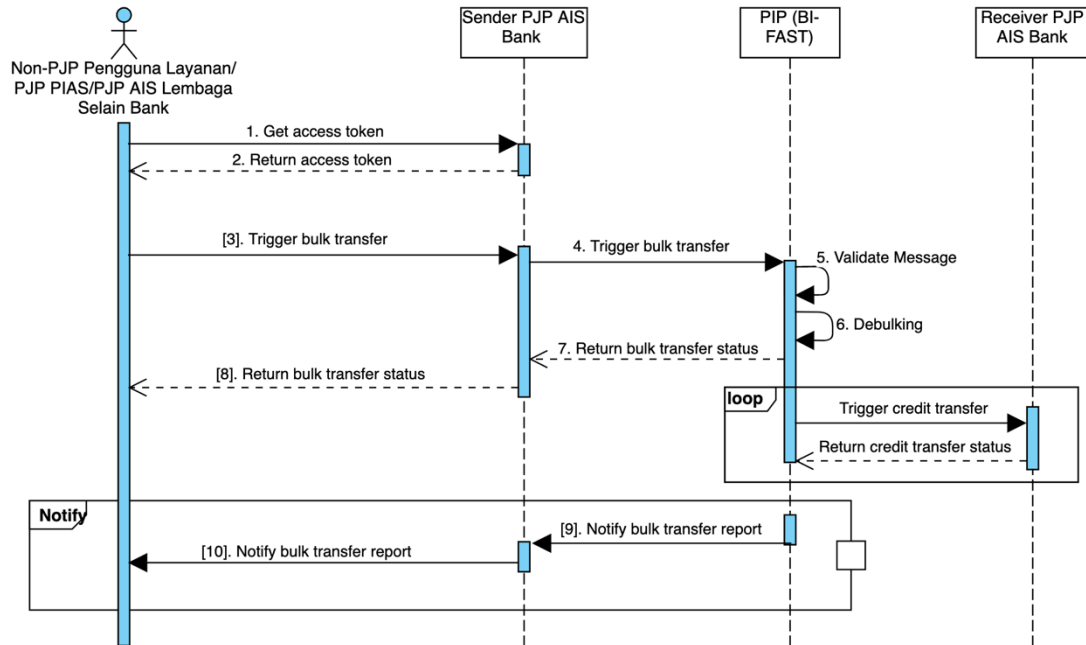 Sender PJP AIS
Bank
PIP (BI-
FAST)
Receiver PJP
AIS Bank
Non-PJP Pengguna Layanan/
PJP PIAS/PJP AIS Lembaga
Selain Bank
1. Get access token
2. Return access token
[3]. Trigger bulk transfer
4. Trigger bulk transfer
5. Validate Message
6. Debulking
7. Return bulk transfer status
[8]. Return bulk transfer status
loop
Trigger credit transfer
Return credit transfer status
Notify
[9]. Notify bulk transfer report
[10]. Notify bulk transfer report